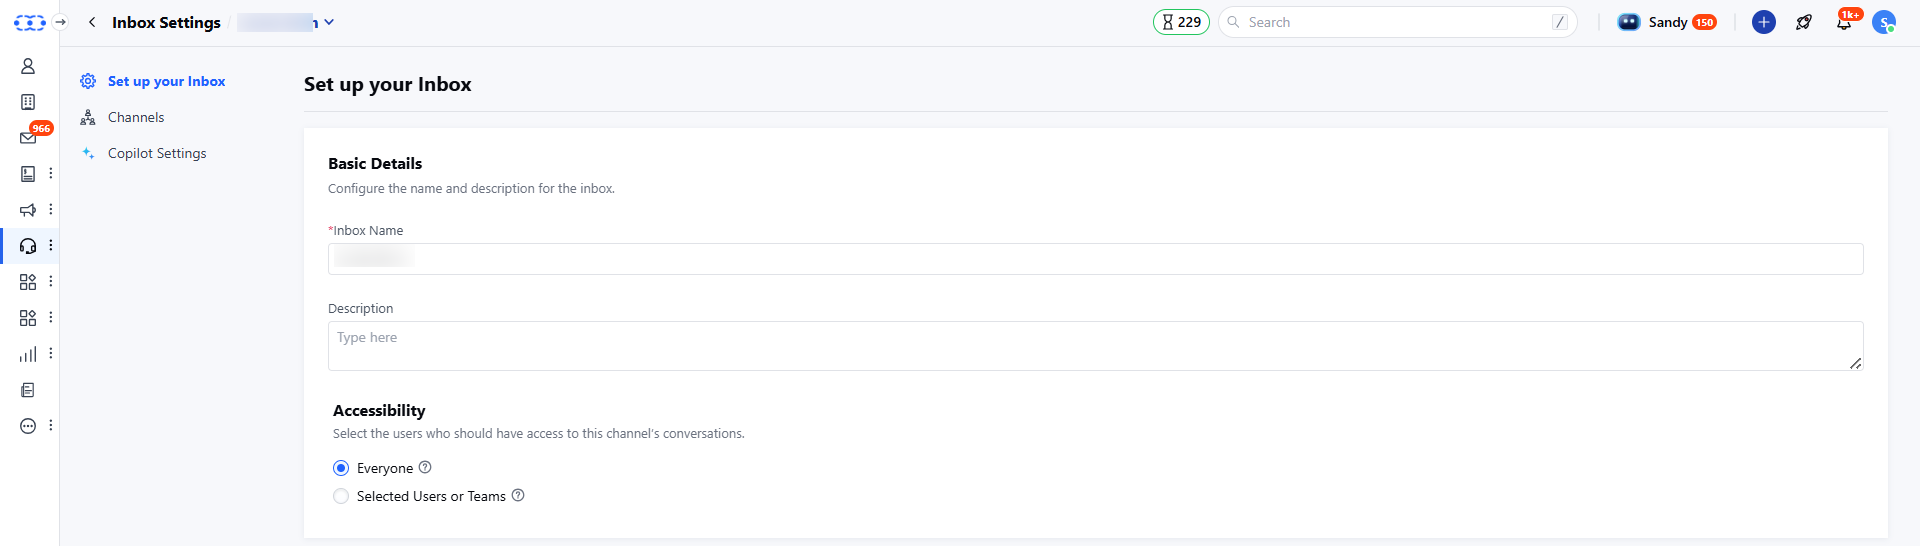 Inbox Settings /
229
Search /
Sandy 150
1k+
S
966
Set up your Inbox
Channels
Copilot Settings
Set up your Inbox
Basic Details
Configure the name and description for the inbox.
*Inbox Name
Description
Type here
Accessibility
Select the users who should have access to this channel's conversations.
Everyone
Selected Users or Teams